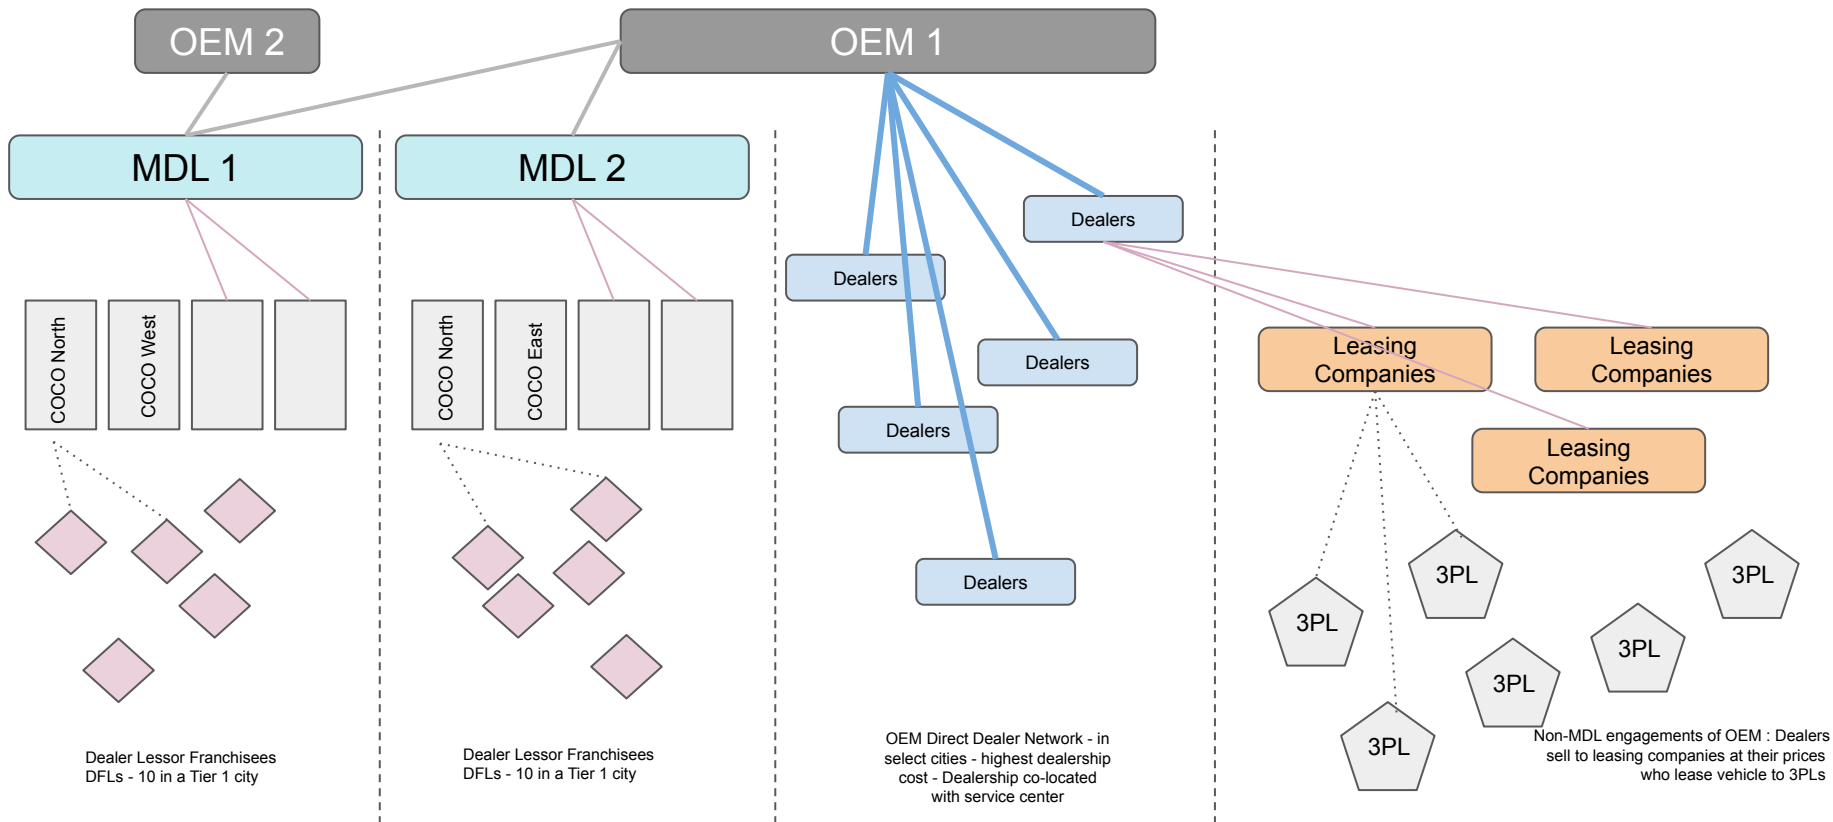 OEM 2
OEM 1
MDL 1
MDL 2
Dealers
Dealers
Dealers
Dealers
Dealers
COCO North
COCO West
COCO North
COCO East
Leasing
Companies
Leasing
Companies
Leasing
Companies
3PL
3PL
3PL
3PL
3PL
3PL
Dealer Lessor Franchisees
DFLs - 10 in a Tier 1 city
Dealer Lessor Franchisees
DFLs - 10 in a Tier 1 city
OEM Direct Dealer Network - in
select cities - highest dealership
cost - Dealership co-located
with service center
Non-MDL engagements of OEM : Dealers
sell to leasing companies at their prices
who lease vehicle to 3PLs